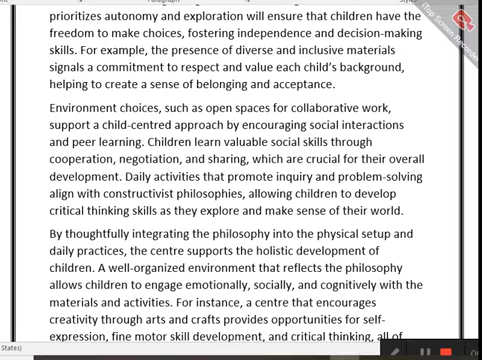 prioritizes autonomy and exploration will ensure that children have the
freedom to make choices, fostering independence and decision-making
skills. For example, the presence of diverse and inclusive materials
signals a commitment to respect and value each child's background,
helping to create a sense of belonging and acceptance.
Environment choices, such as open spaces for collaborative work,
support a child-centred approach by encouraging social interactions
and peer learning. Children learn valuable social skills through
cooperation, negotiation, and sharing, which are crucial for their overall
development. Daily activities that promote inquiry and problem-solving
align with constructivist philosophies, allowing children to develop
critical thinking skills as they explore and make sense of their world.
By thoughtfully integrating the philosophy into the physical setup and
daily practices, the centre supports the holistic development of
children. A well-organized environment that reflects the philosophy
allows children to engage emotionally, socially, and cognitively with the
materials and activities. For instance, a centre that encourages
creativity through arts and crafts provides opportunities for self-
expression, fine motor skill development, and critical thinking, all of
States)
iTop Screen Recorder